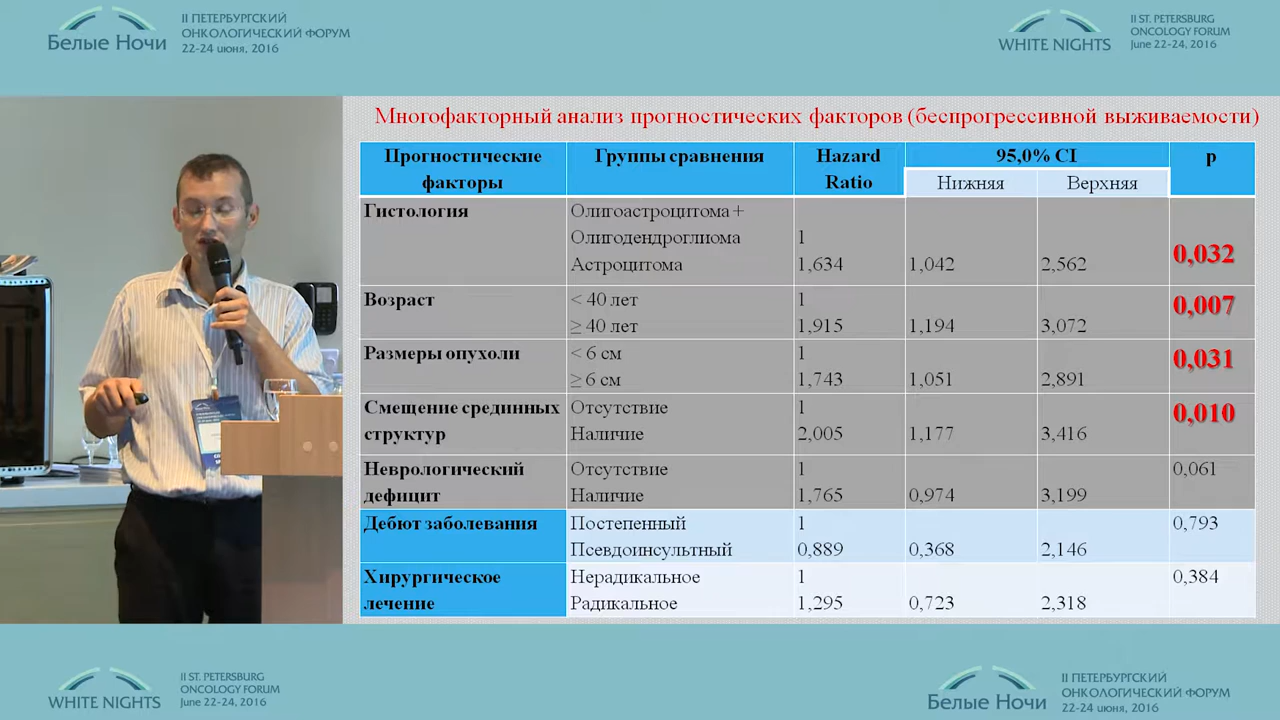 II ПЕТЕРБУРГСКИЙ
ОНКОЛОГИЧЕСКИЙ ФОРУМ
Белые Ночи
22-24 июня, 2016
II ST. PETERSBURG
ONCOLOGY FORUM
WHITE NIGHTS
June 22-24, 2016
Многофакторный анализ прогностических факторов (беспрогрессивной выживаемости)
Прогностические факторы Группы сравнения Hazard Ratio 95,0% CI p
Нижняя Верхняя
Гистология Олигоастроцитома +
Олигодендроглиома 1
Астроцитома 1,634 1,042 2,562 0,032
Возраст < 40 лет 1 0,007
≥ 40 лет 1,915 1,194 3,072
Размеры опухоли < 6 см 1 0,031
≥ 6 см 1,743 1,051 2,891
Смещение срединных Отсутствие 1 0,010
структур Наличие 2,005 1,177 3,416
Неврологический Отсутствие 1 0,061
дефицит Наличие 1,765 0,974 3,199
Дебют заболевания Постепенный 1 0,793
Псевдоинсультный 0,889 0,368 2,146
Хирургическое Нерадикальное 1 0,384
лечение Радикальное 1,295 0,723 2,318
II ST. PETERSBURG
ONCOLOGY FORUM
WHITE NIGHTS
June 22-24, 2016
II ПЕТЕРБУРГСКИЙ
ОНКОЛОГИЧЕСКИЙ ФОРУМ
Белые Ночи
22-24 июня, 2016